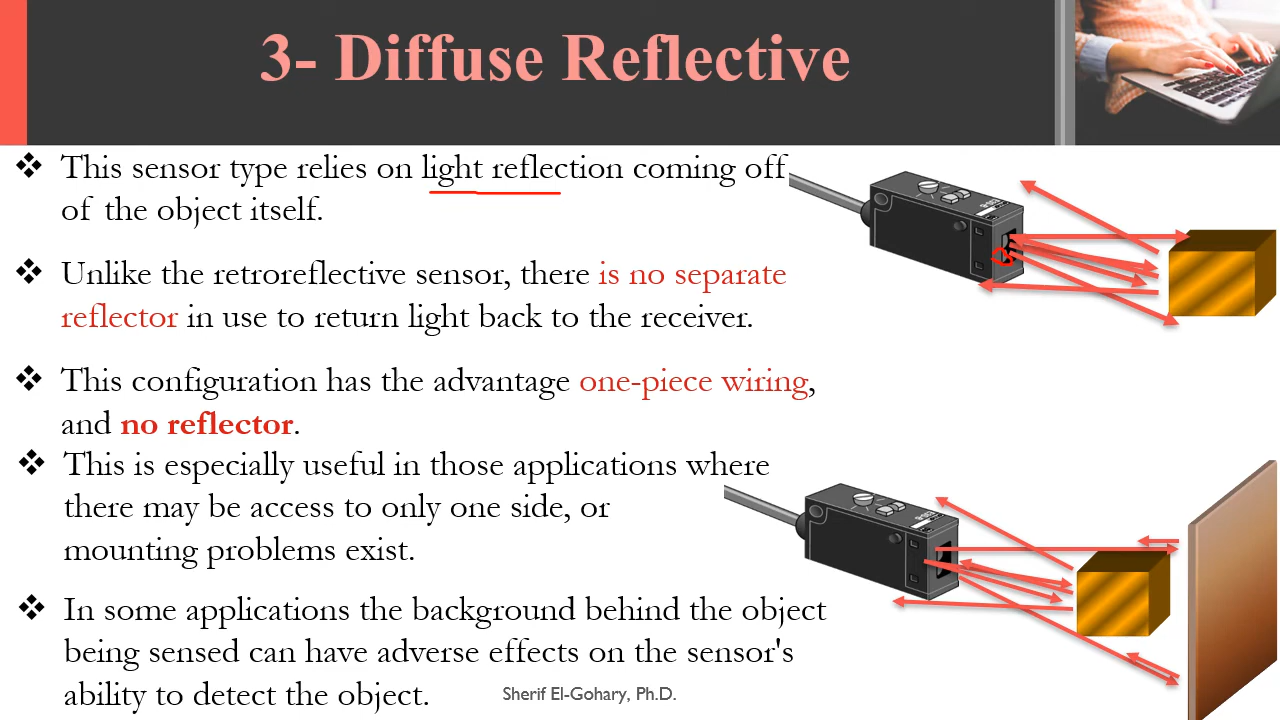 3- Diffuse Reflective
❖ This sensor type relies on light reflection coming off
of the object itself.
❖ Unlike the retroreflective sensor, there is no separate
reflector in use to return light back to the receiver.
❖ This configuration has the advantage one-piece wiring,
and no reflector.
❖ This is especially useful in those applications where
there may be access to only one side, or
mounting problems exist.
❖ In some applications the background behind the object
being sensed can have adverse effects on the sensor's
ability to detect the object.
Sherif El-Gohary, Ph.D.